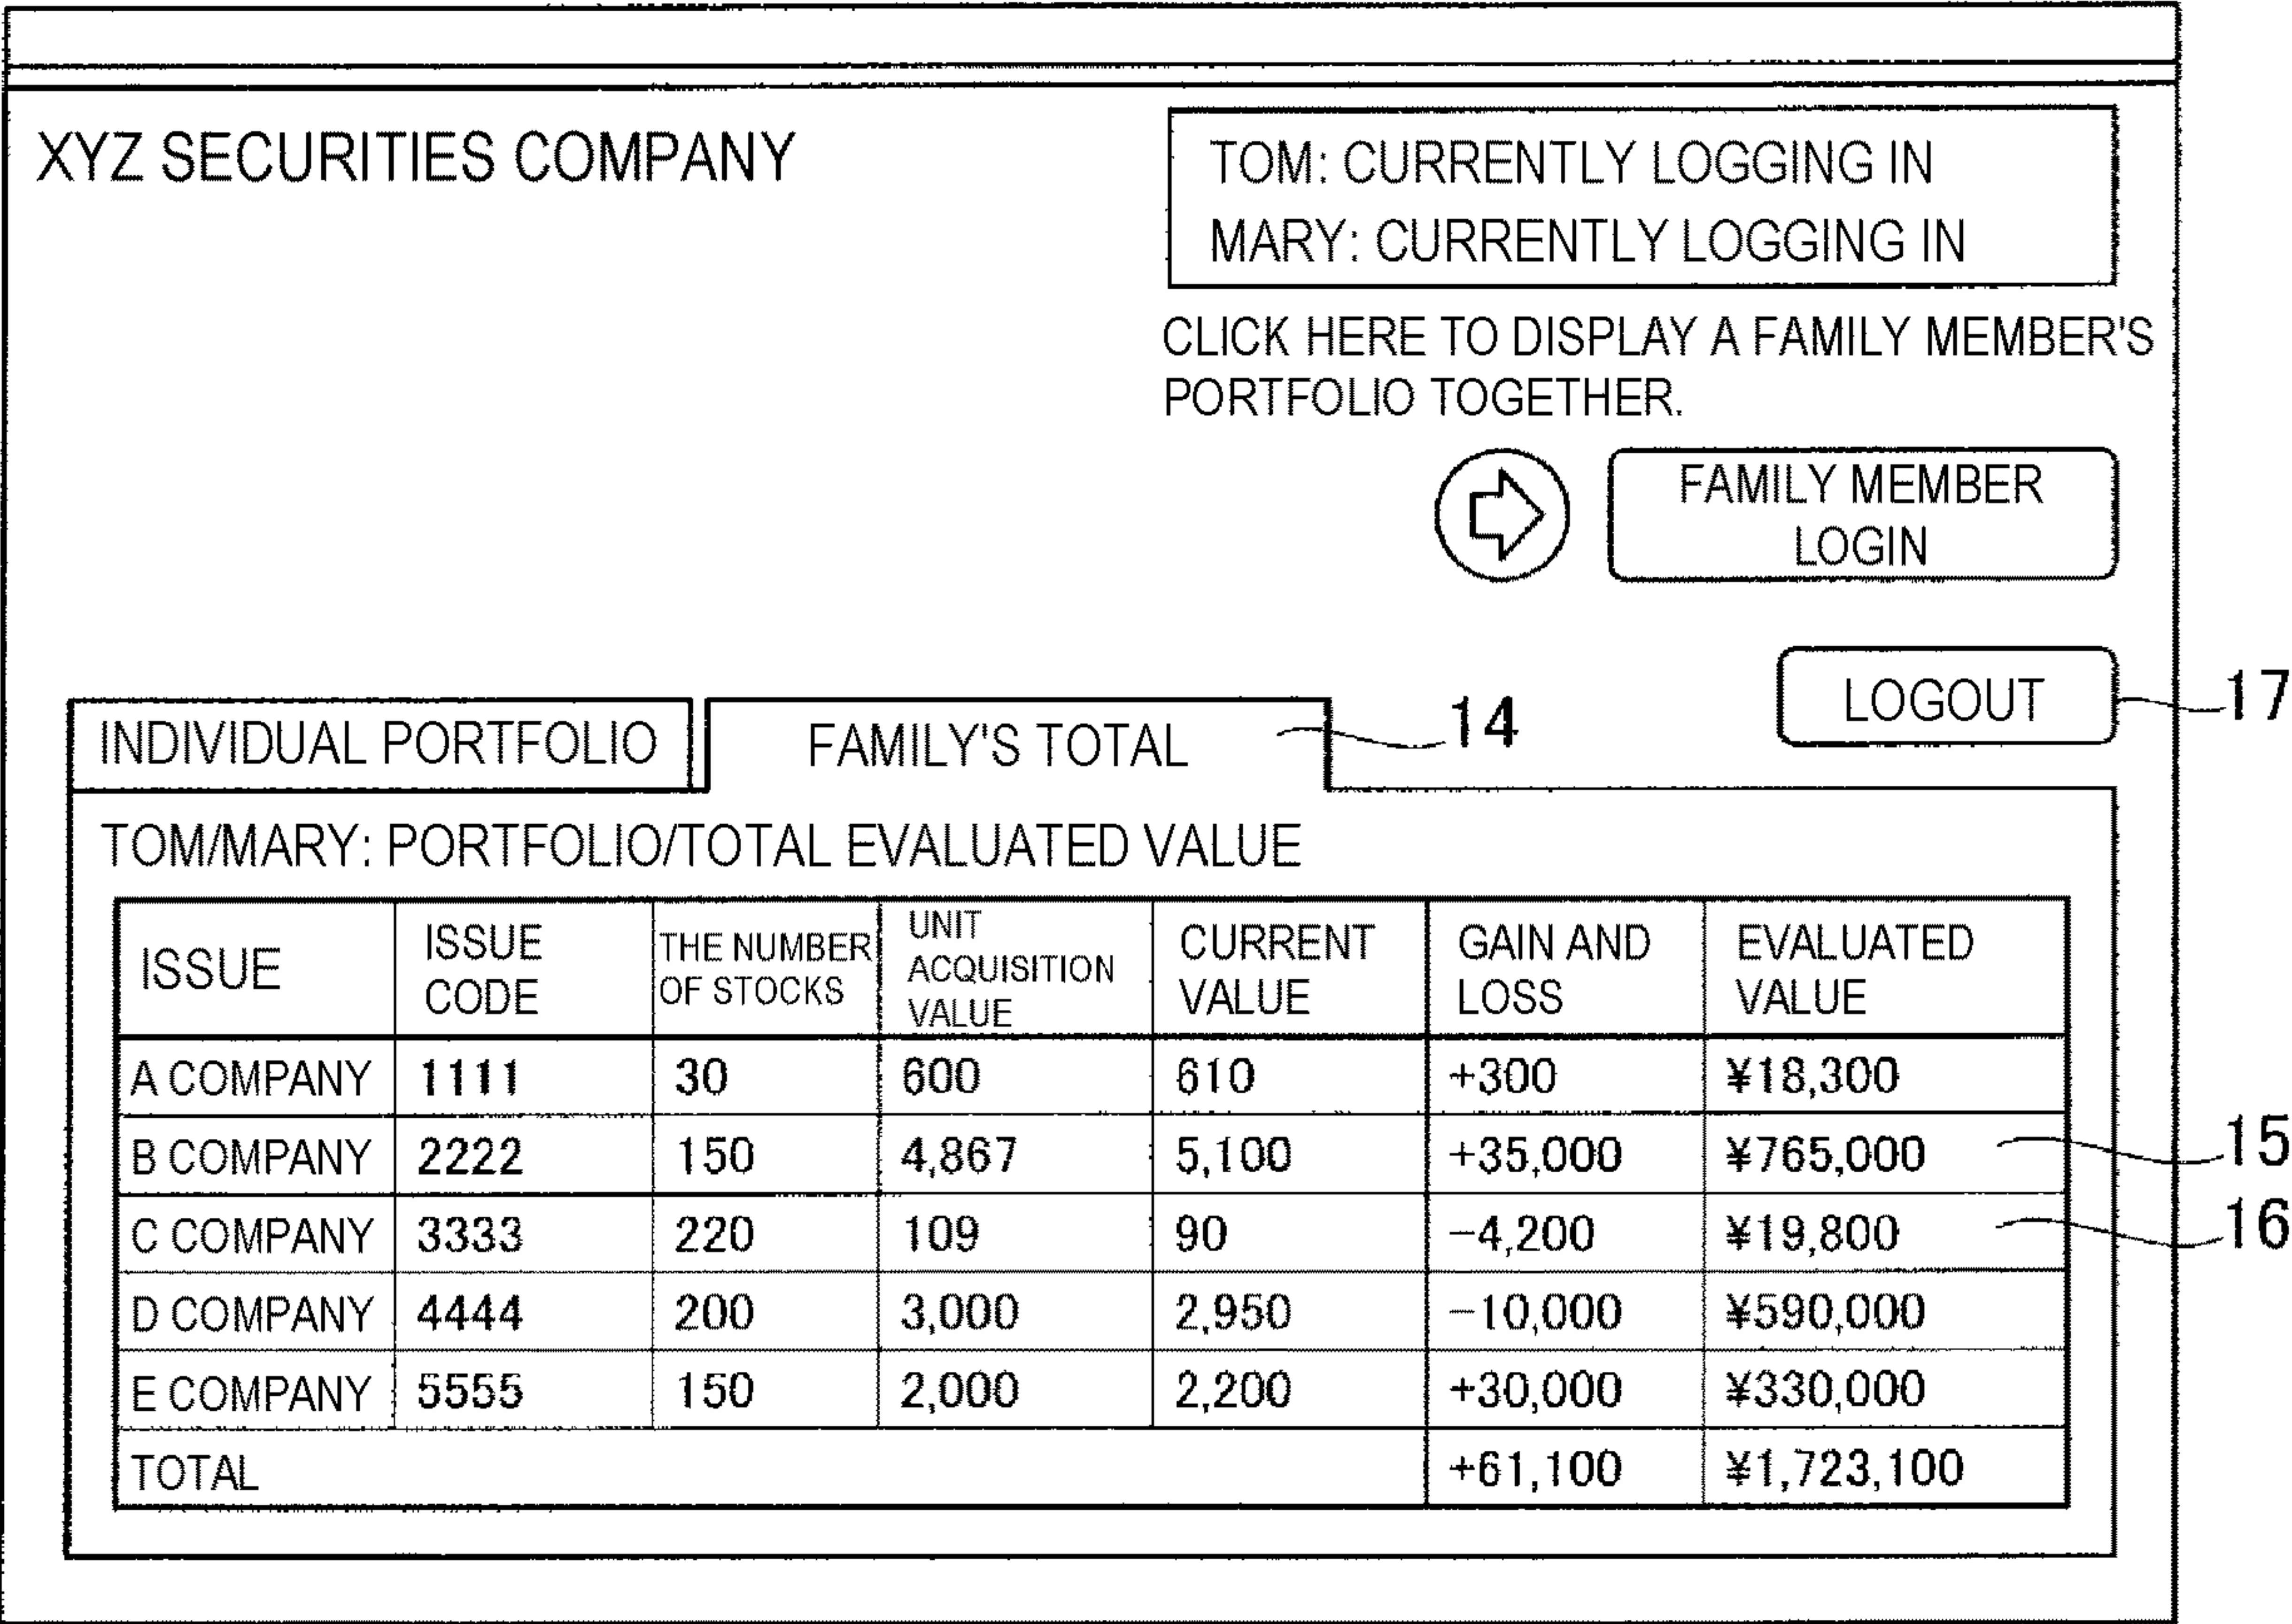 XYZ SECURITIES COMPANY
TOM: CURRENTLY LOGGING IN
MARY: CURRENTLY LOGGING IN
CLICK HERE TO DISPLAY A FAMILY MEMBER'S
PORTFOLIO TOGETHER.
FAMILY MEMBER
LOGIN
LOGOUT 17
INDIVIDUAL PORTFOLIO FAMILY'S TOTAL 14
TOM/MARY: PORTFOLIO/TOTAL EVALUATED VALUE
ISSUE
ISSUE
CODE
THE NUMBER
OF STOCKS
UNIT
ACQUISITION
VALUE
CURRENT
VALUE
GAIN AND
LOSS
EVALUATED
VALUE
A COMPANY 1111 30 600 610 +300 ¥18,300
B COMPANY 2222 150 4,867 5,100 +35,000 ¥765,000 15
C COMPANY 3333 220 109 90 −4,200 ¥19,800 16
D COMPANY 4444 200 3,000 2,950 −10,000 ¥590,000
E COMPANY 5555 150 2,000 2,200 +30,000 ¥330,000
TOTAL +61,100 ¥1,723,100